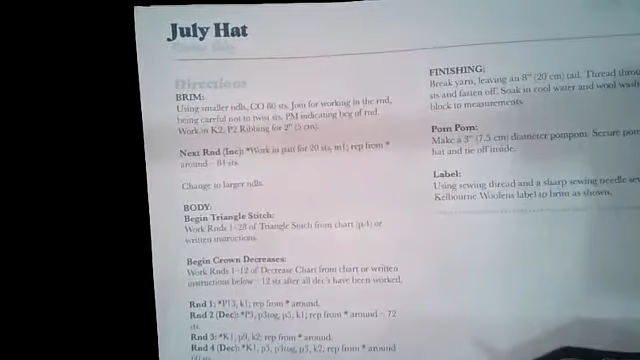 July Hat
Directions
BRIM:
Using smaller ndls, CO 80 sts. Join for working in the rnd,
being careful not to twist sts. PM indicating beg of rnd.
Work in K2, P2 Ribbing for 2" (5 cm).
Next Rnd (Inc): *Work in patt for 20 sts, m1; rep from *
around – 84 sts.
Change to larger ndls.
BODY:
Begin Triangle Stitch:
Work Rnds 1–28 of Triangle Stitch from chart (p.4) or
written instructions.
Begin Crown Decreases:
Work Rnds 1–12 of Decrease Chart from chart or written
instructions below – 12 sts after all dec's have been worked.
Rnd 1: *P13, k1; rep from * around.
Rnd 2 (Dec): p3tog, p5, k1; rep from * around – 72
sts.
Rnd 3: *K1, p9, k2; rep from * around.
Rnd 4 (Dec): *K1, p3, p3tog, p3, k2; rep from * around
sts.
FINISHING:
Break yarn, leaving an 8" (20 cm) tail. Thread
sts and fasten off. Soak in cool water and wool wash
block to measurements.
Pom Pom:
Make a 3" (7.5 cm) diameter pompom. Secure
hat and tie off inside.
Label:
Using sewing thread and a sharp sewing needle
Kelbourne Woolens label to brim as shown.